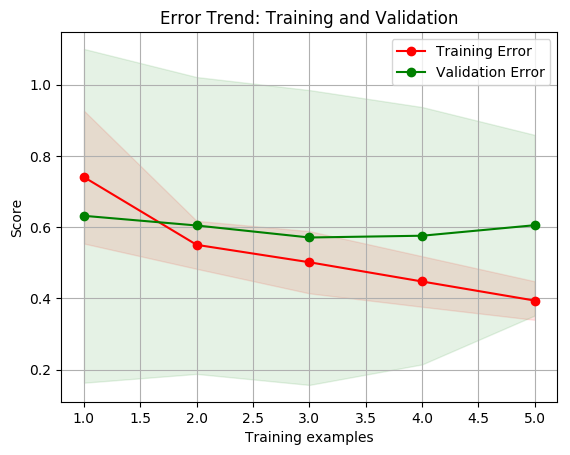 Error Trend: Training and Validation
Training Error
Validation Error
1.0
0.8
0.6
0.4
0.2
Score
1.0 1.5 2.0 2.5 3.0 3.5 4.0 4.5 5.0
Training examples